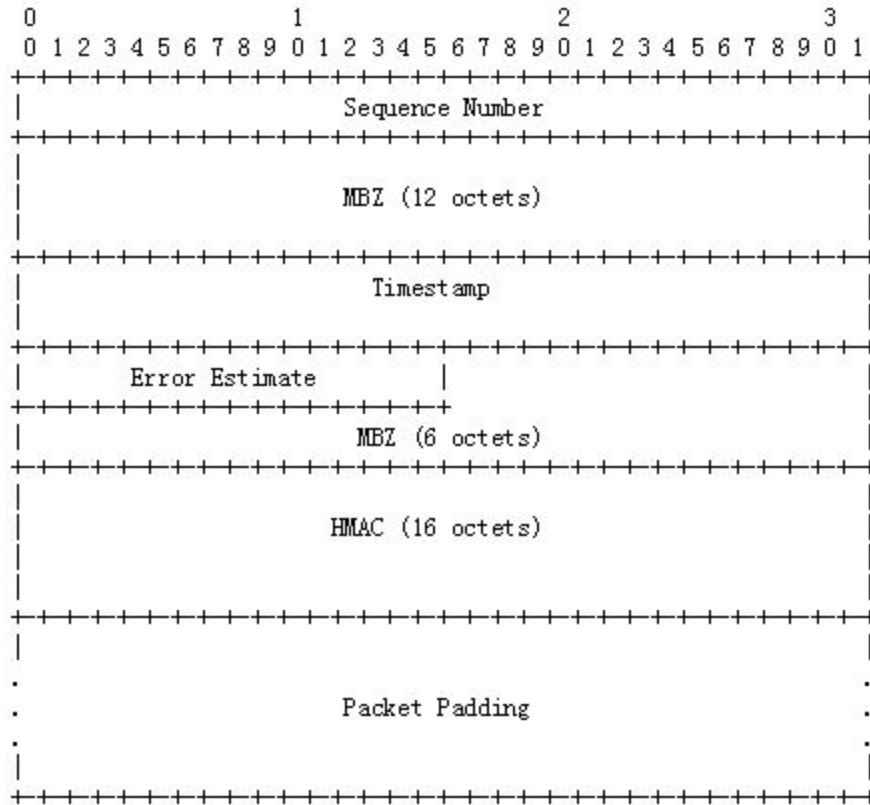 0 1 2 3
0 1 2 3 4 5 6 7 8 9 0 1 2 3 4 5 6 7 8 9 0 1 2 3 4 5 6 7 8 9 0 1
Sequence Number
MBZ (12 octets)
Timestamp
Error Estimate
MBZ (6 octets)
HMAC (16 octets)
Packet Padding